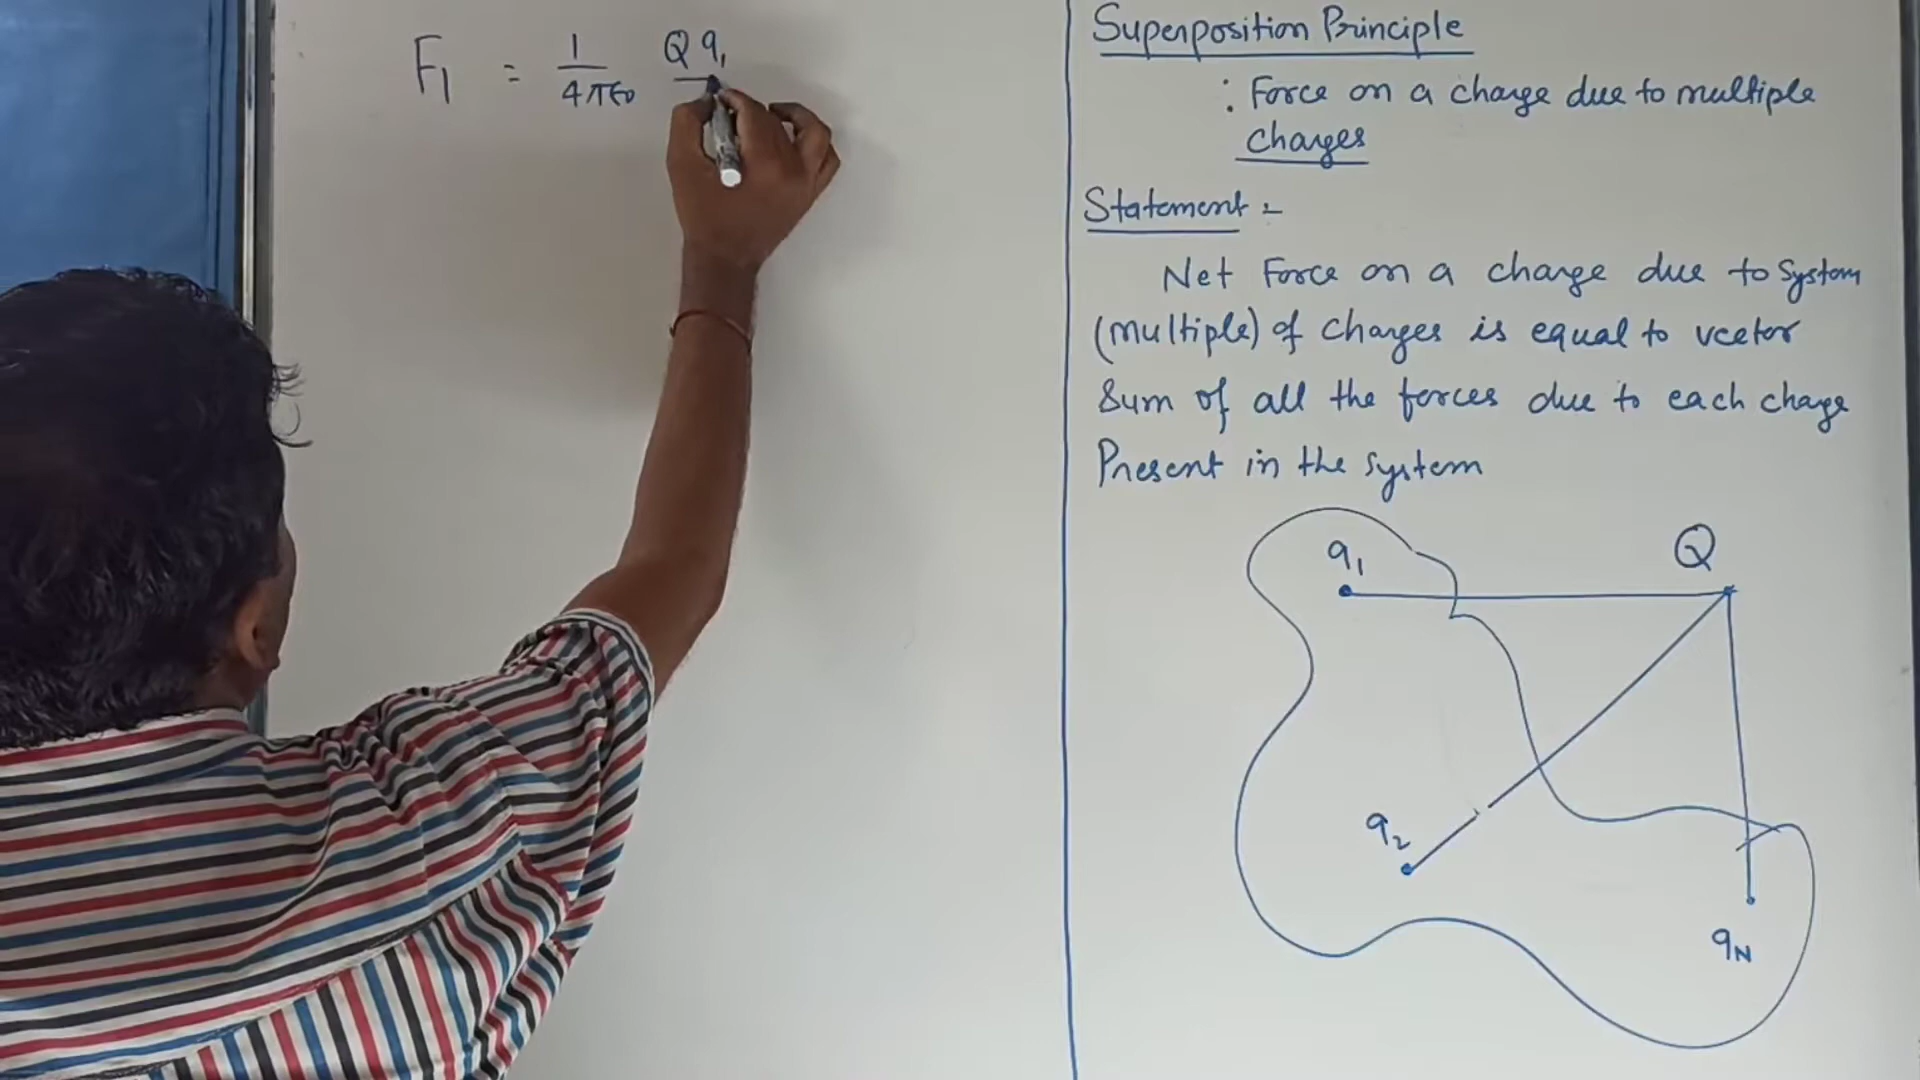 F1 = 1/4πε0 Qq1
Superposition Principle
: Force on a charge due to multiple
charges
Statement :-
Net Force on a charge due to System
(multiple) of charges is equal to vector
Sum of all the forces due to each charge
Present in the system
q1
Q
q2
qN